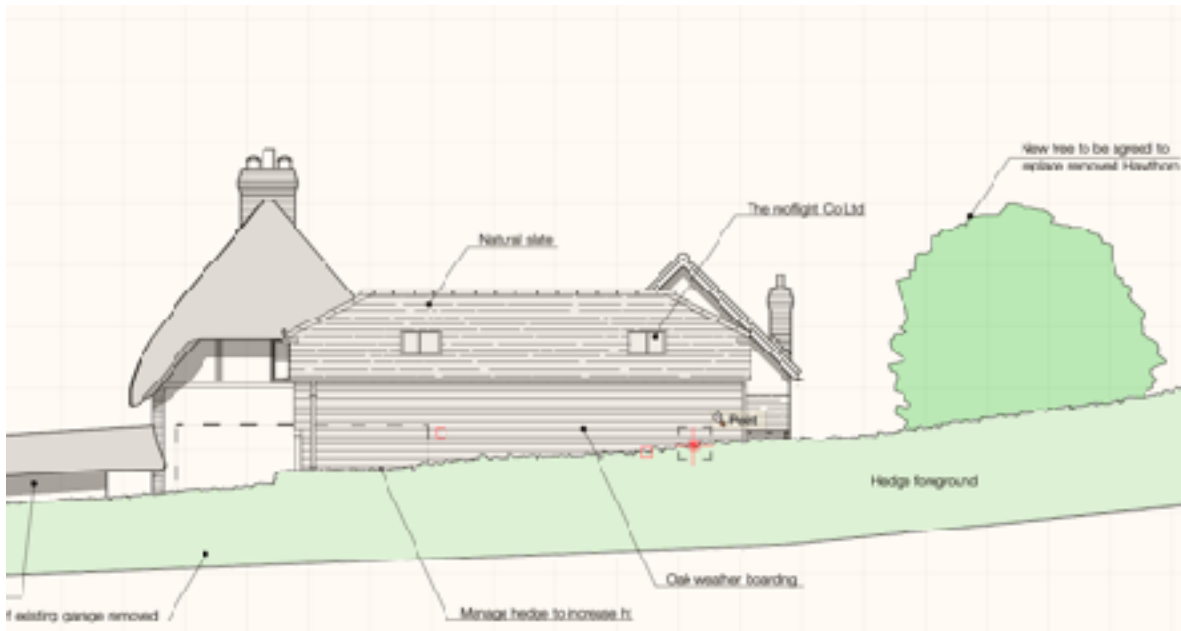 New tree to be agreed to
replace removed Hawthorn
The rooflight Co Ltd
Natural slate
Point
Hedge foreground
Oak weather boarding
existing garage removed
Manage hedge to increase ht